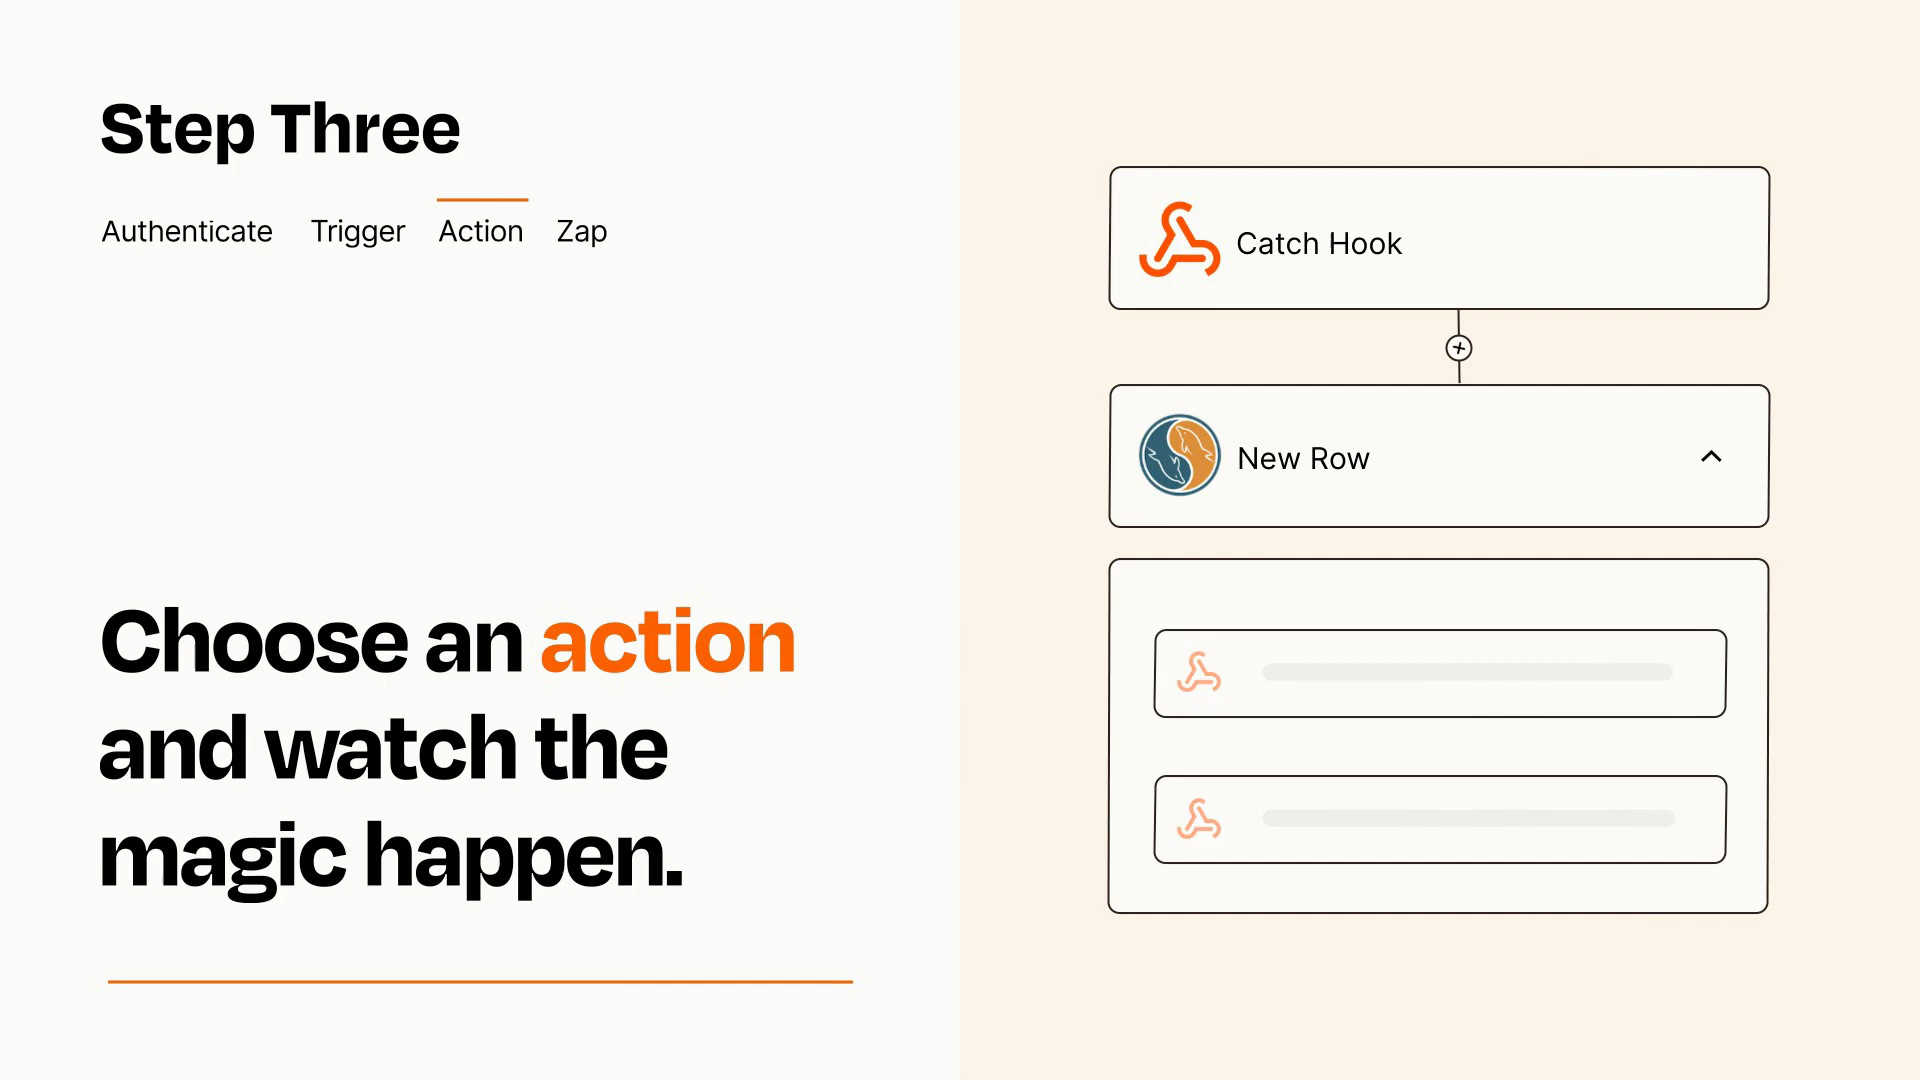 Step Three
Authenticate Trigger Action Zap
Choose an action
and watch the
magic happen.
Catch Hook
New Row